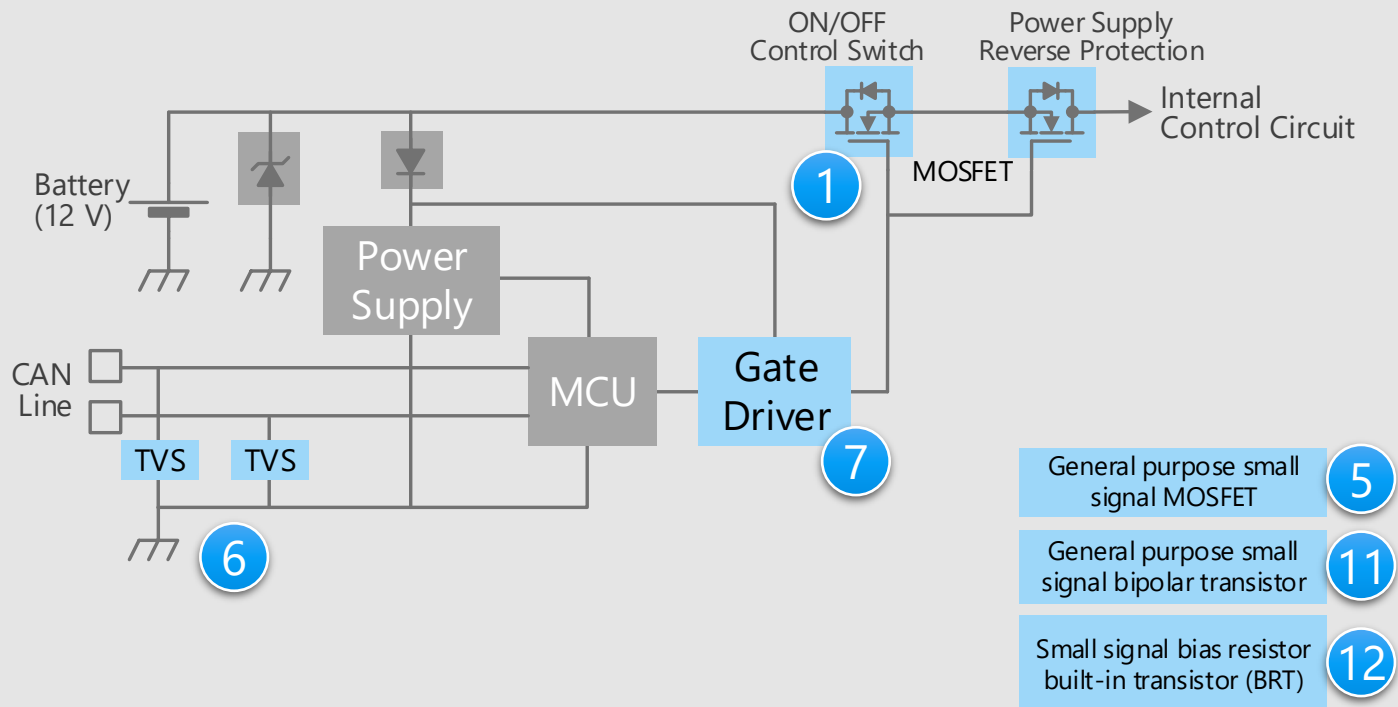 ON/OFF
Control Switch
Power Supply
Reverse Protection
Internal
Control Circuit
1
MOSFET
Battery
(12 V)
Power
Supply
CAN
Line
MCU
Gate
Driver
7
TVS
TVS
6
General purpose small
signal MOSFET
5
General purpose small
signal bipolar transistor
11
Small signal bias resistor
built-in transistor (BRT)
12